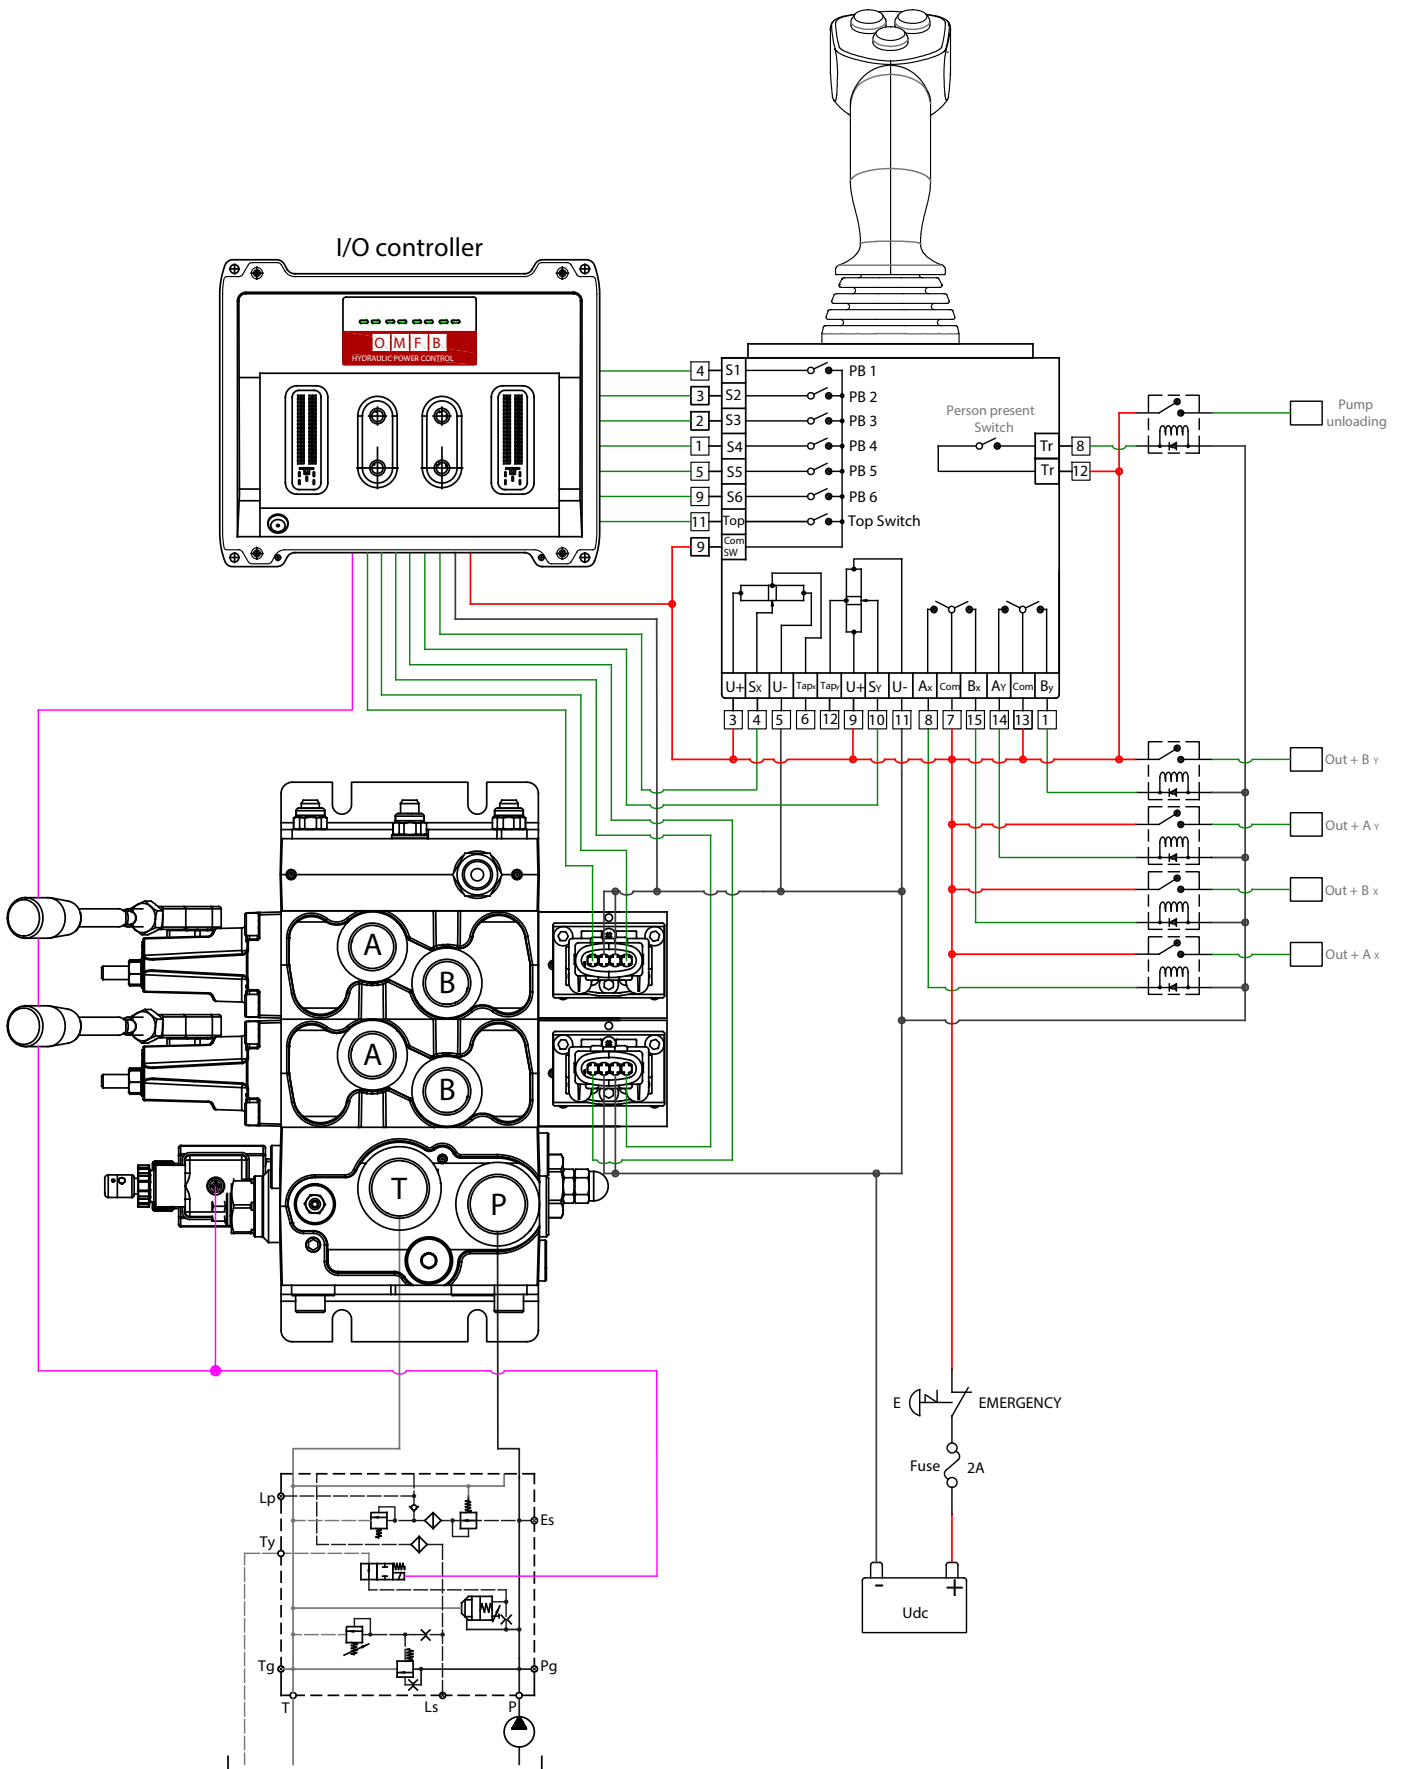 I/O controller
O M F B
HYDRAULIC POWER CONTROL
4 S1 PB 1
3 S2 PB 2
2 S3 PB 3
1 S4 PB 4
5 S5 PB 5
9 S6 PB 6
11 Top Top Switch
9 Com SW
Person present
Switch
Tr 8
Tr 12
Pump
unloading
U+ Sx U- Tapx Tapy U+ SY U- Ax Com Bx AY Com By
3 4 5 6 12 9 10 11 8 7 15 14 13 1
Out + B Y
Out + A Y
Out + B X
Out + A X
A
B
A
B
T
P
E EMERGENCY
Fuse 2A
Lp
Es
Ty
- +
Udc
Tg
Pg
T
Ls
P